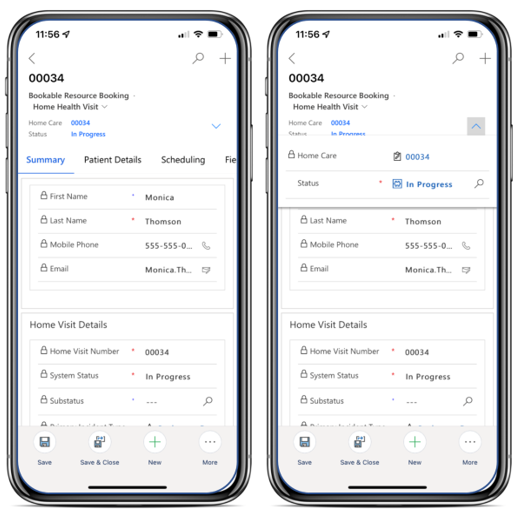 11:56
00034
Bookable Resource Booking
Home Health Visit
Home Care 00034
Status In Progress
Summary Patient Details Scheduling Fie
First Name * Monica
Last Name * Thomson
Mobile Phone 555-555-0...
Email Monica.Th...
Home Visit Details
Home Visit Number * 00034
System Status * In Progress
Substatus * ---
Save Save & Close New More
11:56
00034
Bookable Resource Booking
Home Health Visit
Home Care 00034
Status In Progress
Home Care 00034
Status * In Progress
Last Name * Thomson
Mobile Phone 555-555-0...
Email Monica.Th...
Home Visit Details
Home Visit Number * 00034
System Status * In Progress
Substatus * ---
Save Save & Close New More